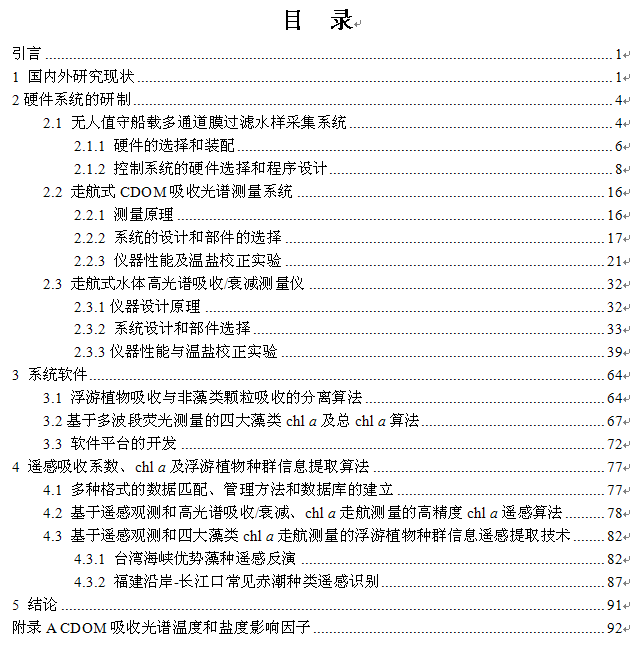 目 录
引言 1
1 国内外研究现状 1
2 硬件系统的研制 4
2.1 无人值守船载多通道膜过滤水样采集系统 4
2.1.1 硬件的选择和装配 6
2.1.2 控制系统的硬件选择和程序设计 8
2.2 走航式 CDOM 吸收光谱测量系统 16
2.2.1 测量原理 16
2.2.2 系统的设计和部件的选择 17
2.2.3 仪器性能及温盐校正实验 21
2.3 走航式水体高光谱吸收/衰减测量仪 32
2.3.1 仪器设计原理 32
2.3.2 系统设计和部件选择 33
2.3.3 仪器性能与温盐校正实验 39
3 系统软件 64
3.1 浮游植物吸收与非藻类颗粒吸收的分离算法 64
3.2 基于多波段荧光测量的四大藻类 chl a 及总 chl a 算法 67
3.3 软件平台的开发 72
4 遥感吸收系数、chl a 及浮游植物种群信息提取算法 77
4.1 多种格式的数据匹配、管理方法和数据库的建立 77
4.2 基于遥感观测和高光谱吸收/衰减、chl a 走航测量的高精度 chl a 遥感算法 78
4.3 基于遥感观测和四大藻类 chl a 走航测量的浮游植物种群信息遥感提取技术 82
4.3.1 台湾海峡优势藻种遥感反演 82
4.3.2 福建沿岸-长江口常见赤潮种类遥感识别 87
5 结论 91
附录 A CDOM 吸收光谱温度和盐度影响因子 92